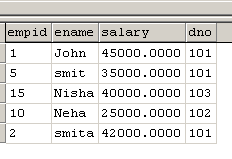 empid ename salary dno
1 John 45000.0000 101
5 smit 35000.0000 101
15 Nisha 40000.0000 103
10 Neha 25000.0000 102
2 smita 42000.0000 101